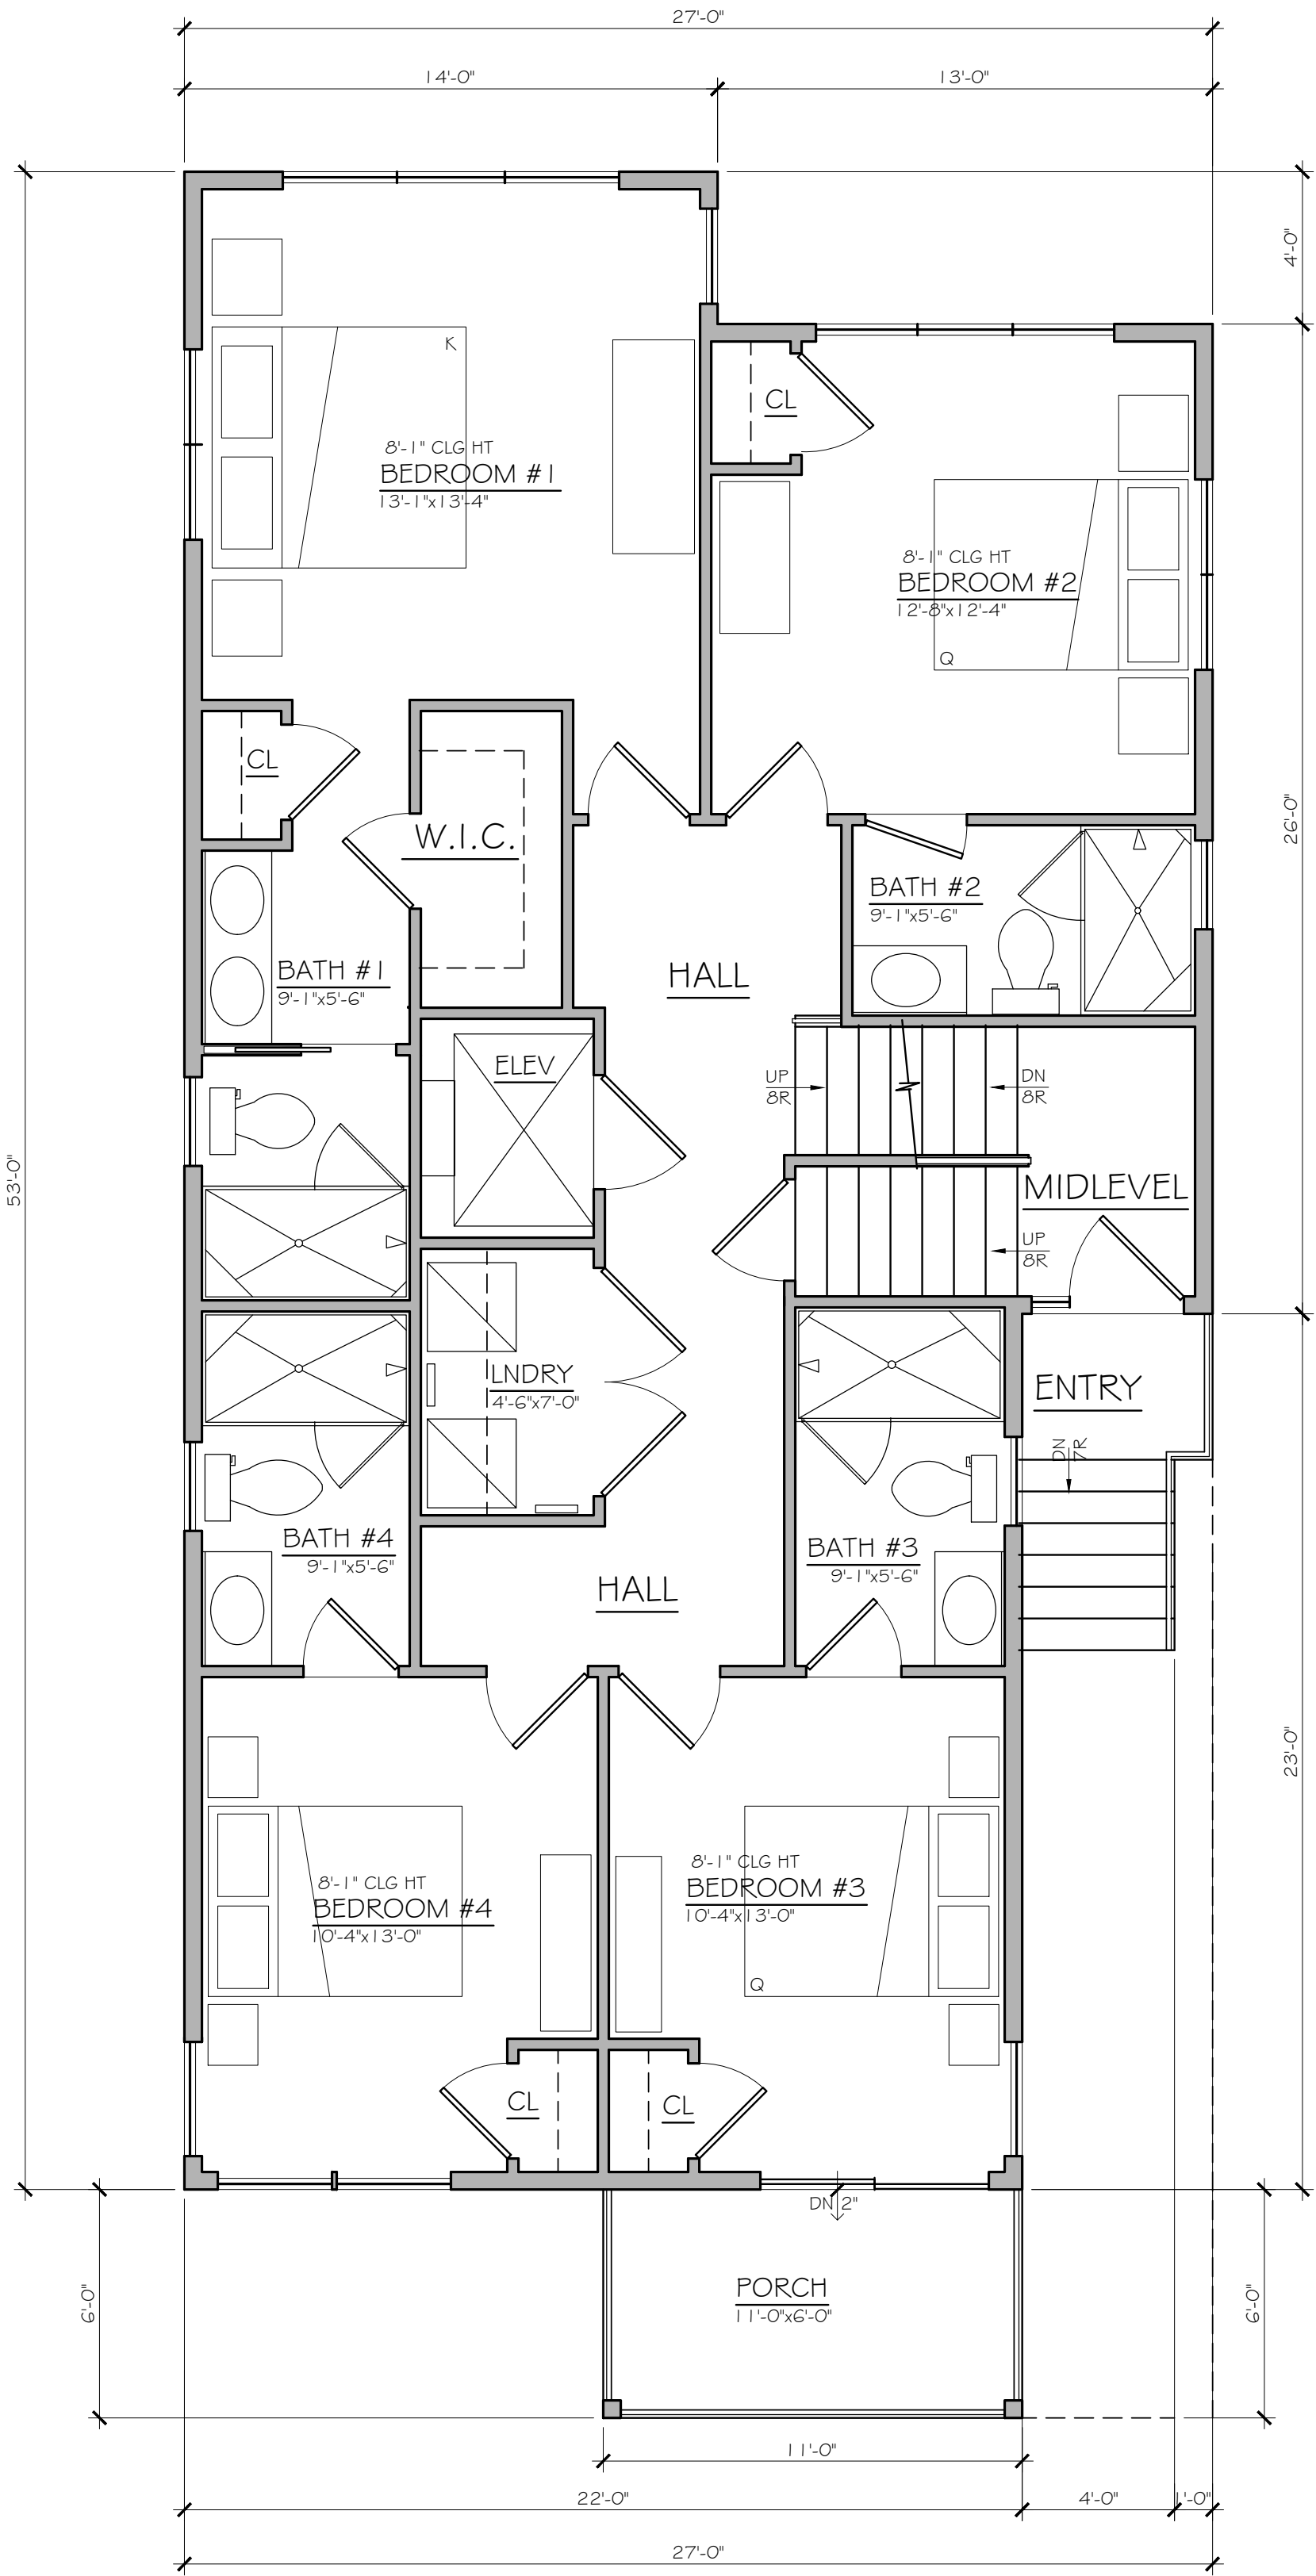 27'-0"
14'-0"
13'-0"
4'-0"
K
CL
8'-1" CLG HT
BEDROOM #1
13'-1"x13'-4"
8'-1" CLG HT
BEDROOM #2
12'-8"x12'-4"
Q
CL
W.I.C.
26'-0"
BATH #2
9'-1"x5'-6"
BATH #1
9'-1"x5'-6"
HALL
ELEV
UP
8R
DN
8R
53'-0"
MIDLEVEL
UP
8R
LNDRY
4'-6"x7'-0"
ENTRY
DN
7R
BATH #4
9'-1"x5'-6"
BATH #3
9'-1"x5'-6"
HALL
23'-0"
8'-1" CLG HT
BEDROOM #4
10'-4"x13'-0"
8'-1" CLG HT
BEDROOM #3
10'-4"x13'-0"
Q
CL
CL
DN 2"
PORCH
11'-0"x6'-0"
6'-0"
6'-0"
11'-0"
22'-0"
4'-0"
1'-0"
27'-0"